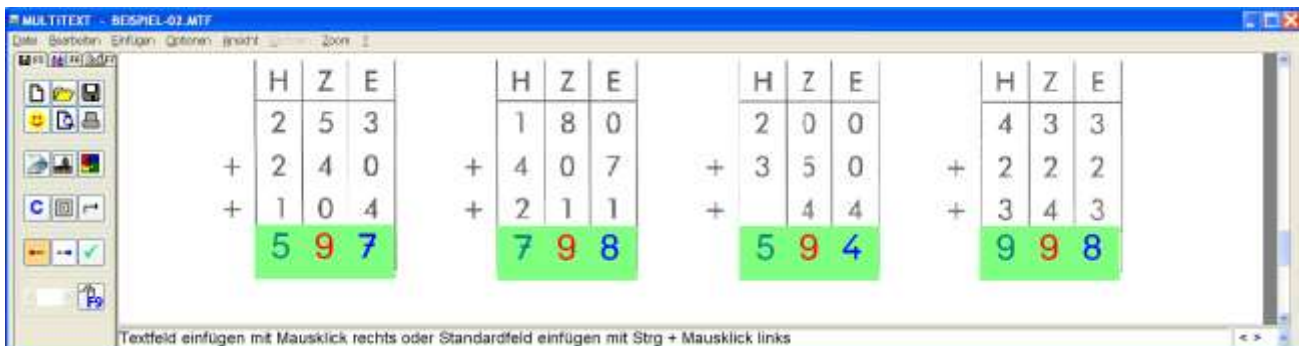 MULTITEXT - BEISPIEL-02.MTF
Datei Bearbeiten Einfügen Optionen Ansicht Zoom ?
H Z E H Z E H Z E H Z E
2 5 3 1 8 0 2 0 0 4 3 3
+ 2 4 0 + 4 0 7 + 3 5 0 + 2 2 2
+ 1 0 4 + 2 1 1 + 4 4 + 3 4 3
5 9 7 7 9 8 5 9 4 9 9 8
C
F9
Textfeld einfügen mit Mausklick rechts oder Standardfeld einfügen mit Strg + Mausklick links
< >